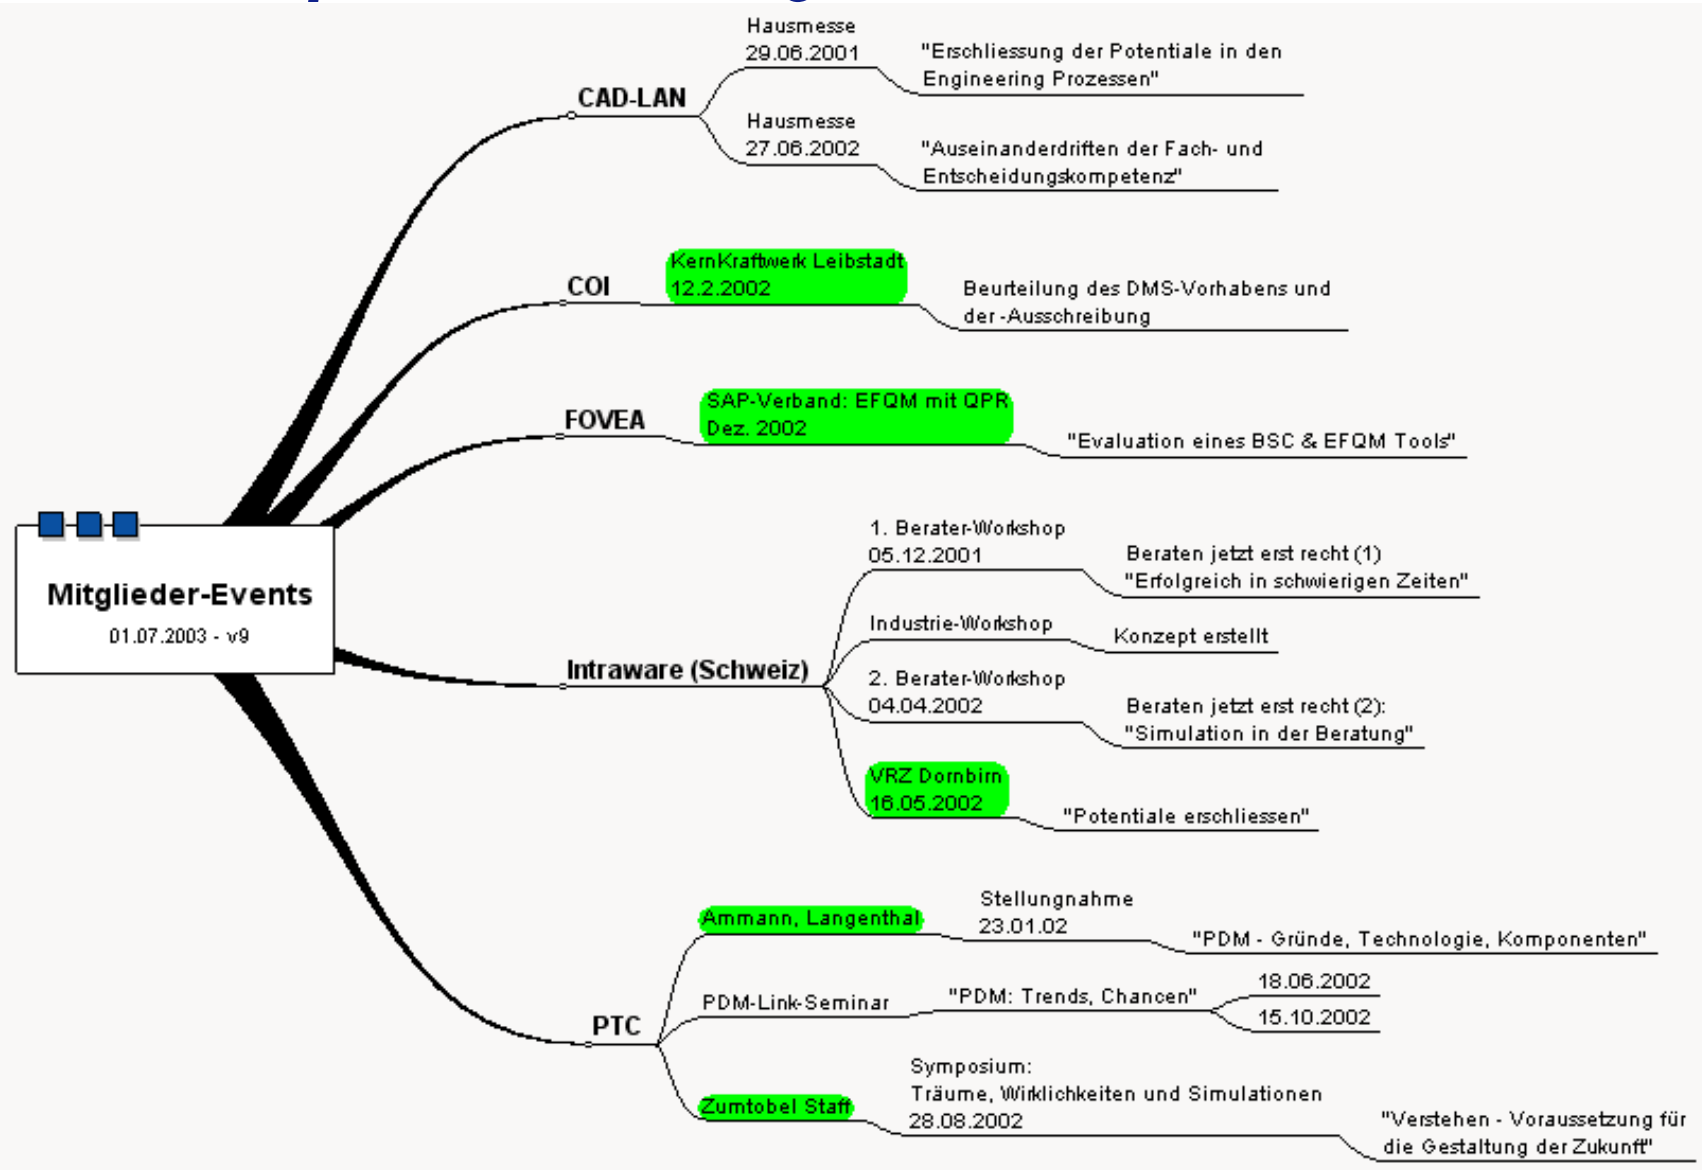 Hausmesse
29.06.2001
"Erschliessung der Potentiale in den
Engineering Prozessen"
CAD-LAN
Hausmesse
27.06.2002
"Auseinanderdriften der Fach- und
Entscheidungskompetenz"
KernKraftwerk Leibstadt
12.2.2002
COI
Beurteilung des DMS-Vorhabens und
der -Ausschreibung
SAP-Verband: EFQM mit QPR
Dez. 2002
FOVEA
"Evaluation eines BSC & EFQM Tools"
Mitglieder-Events
01.07.2003 - v9
1. Berater-Workshop
05.12.2001
Beraten jetzt erst recht (1)
"Erfolgreich in schwierigen Zeiten"
Industrie-Workshop
Konzept erstellt
Intraware (Schweiz)
2. Berater-Workshop
04.04.2002
Beraten jetzt erst recht (2):
"Simulation in der Beratung"
VRZ Dornbirn
16.05.2002
"Potentiale erschliessen"
Ammann, Langenthal
Stellungnahme
23.01.02
"PDM - Gründe, Technologie, Komponenten"
PDM-Link-Seminar
"PDM: Trends, Chancen"
18.06.2002
15.10.2002
PTC
Zumtobel Staff
Symposium:
Träume, Wirklichkeiten und Simulationen
28.08.2002
"Verstehen - Voraussetzung für
die Gestaltung der Zukunft"